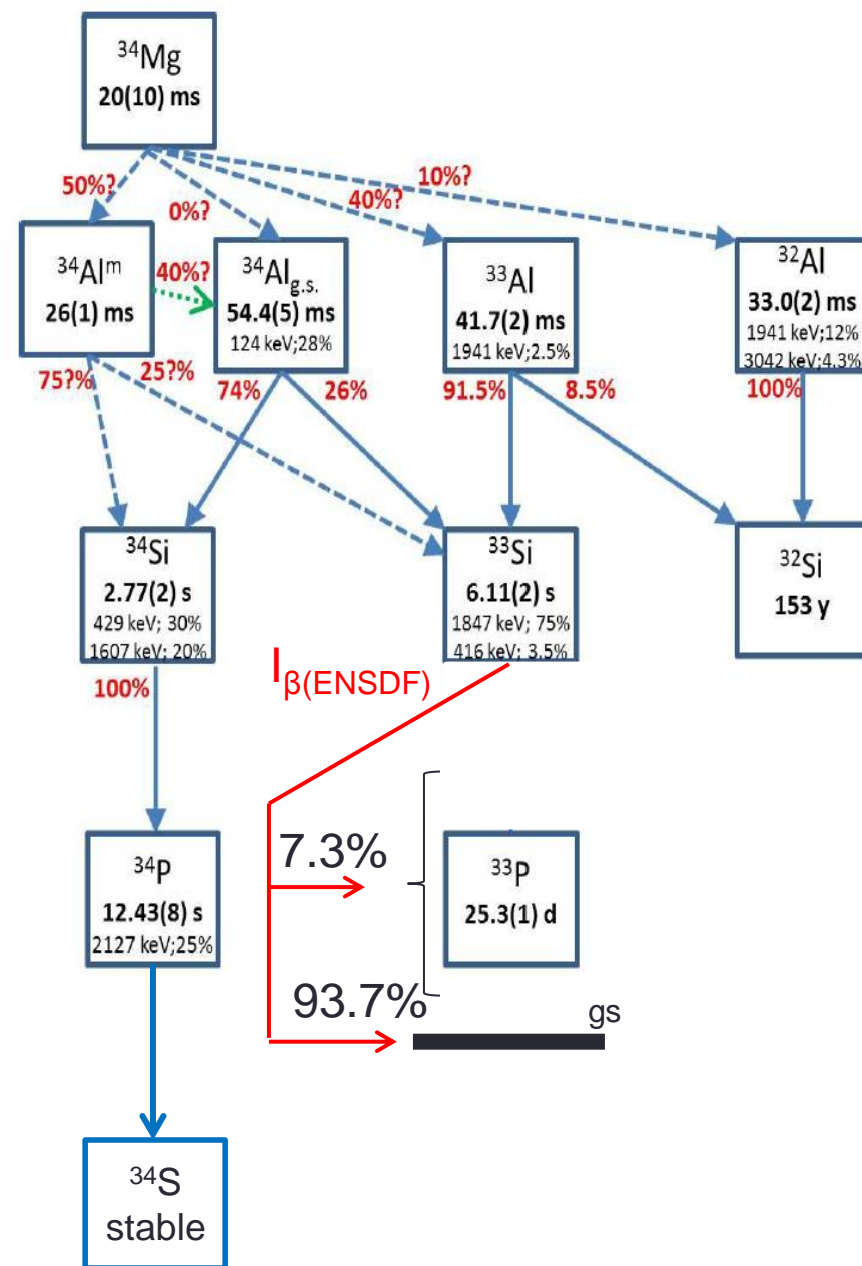 ³⁴Mg
20(10) ms
50%?
0%?
40%?
10%?
³⁴Alᵐ
26(1) ms
40%?
³⁴Al g.s.
54.4(5) ms
124 keV;28%
³³Al
41.7(2) ms
1941 keV;2.5%
³²Al
33.0(2) ms
1941 keV;12%
3042 keV;4.3%
75?%
25?%
74%
26%
91.5%
8.5%
100%
³⁴Si
2.77(2) s
429 keV; 30%
1607 keV; 20%
³³Si
6.11(2) s
1847 keV; 75%
416 keV; 3.5%
³²Si
153 y
100%
I β(ENSDF)
³⁴P
12.43(8) s
2127 keV;25%
7.3%
³³P
25.3(1) d
93.7%
gs
³⁴S
stable